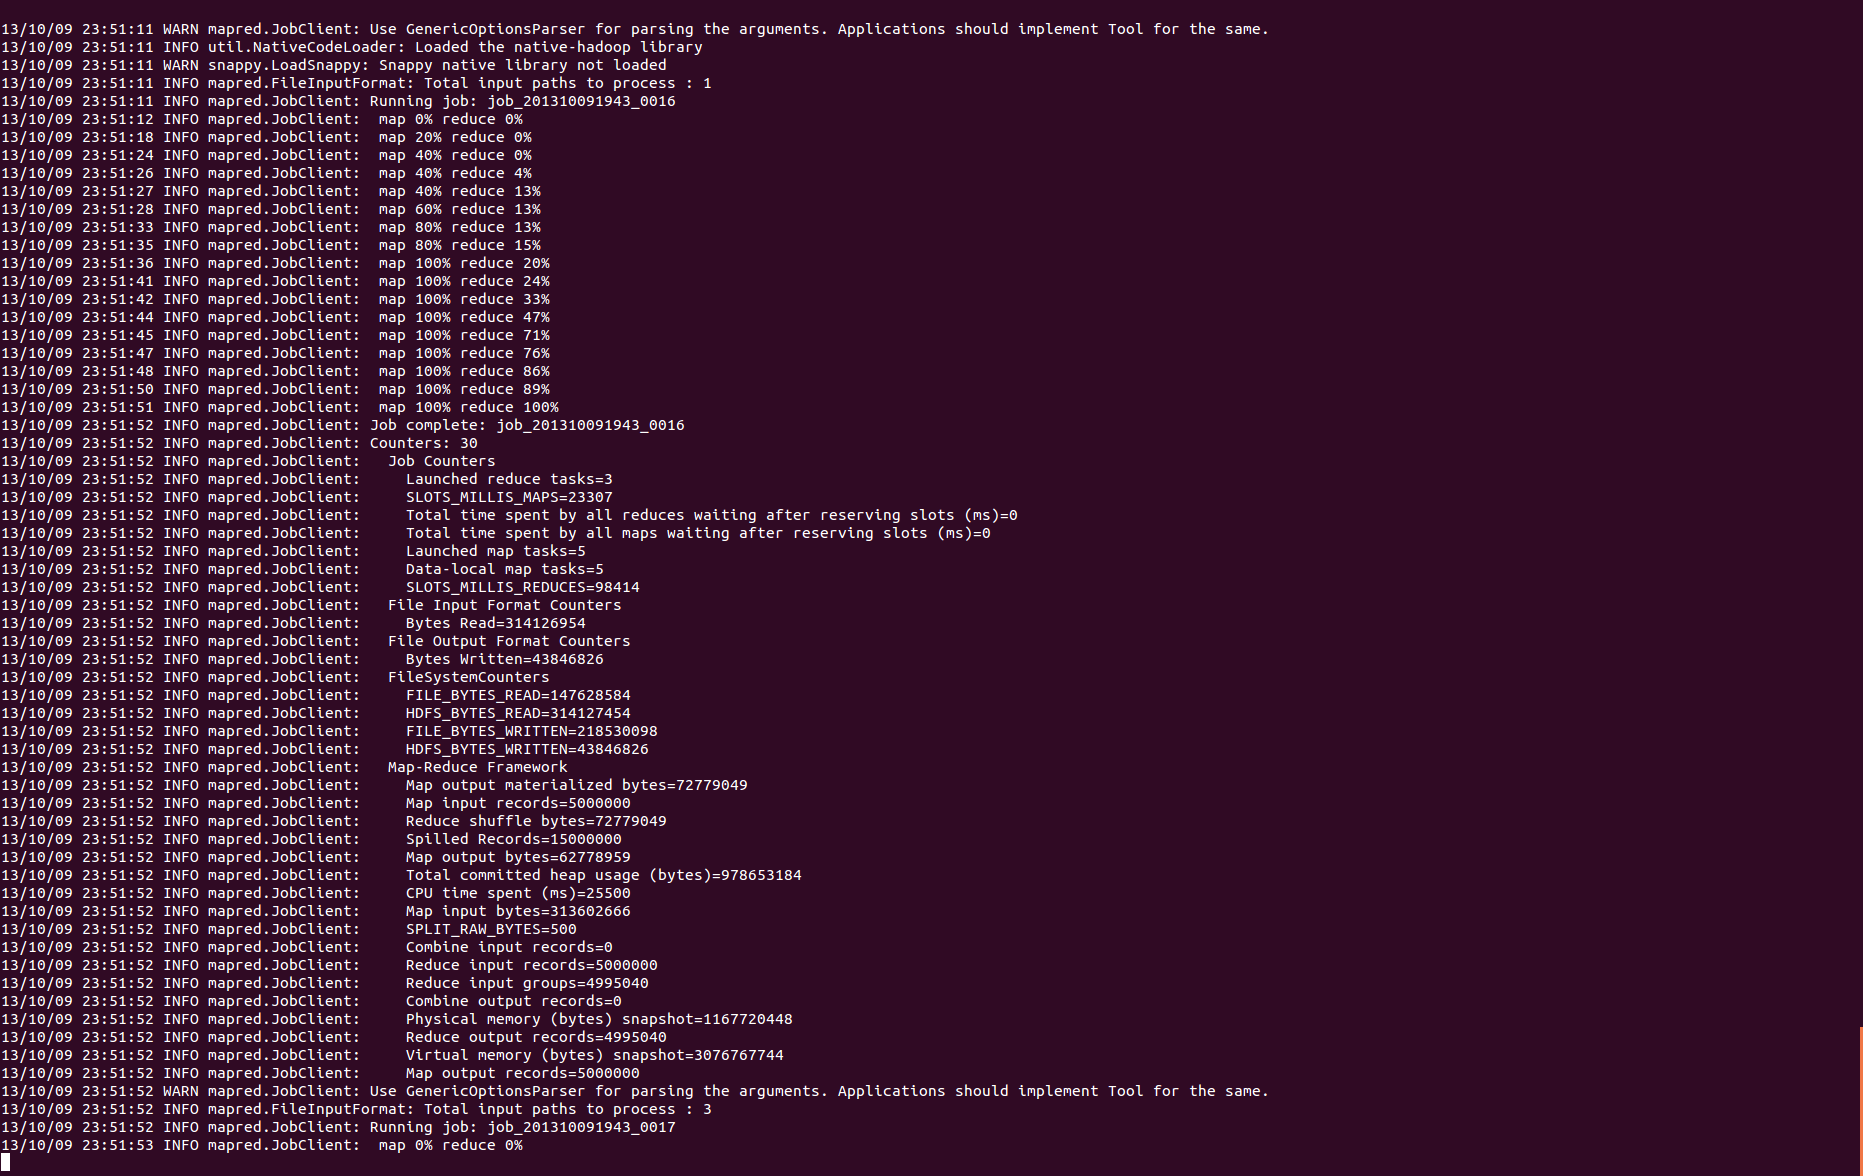 13/10/09 23:51:11 WARN mapred.JobClient: Use GenericOptionsParser for parsing the arguments. Applications should implement Tool for the same.
13/10/09 23:51:11 INFO util.NativeCodeLoader: Loaded the native-hadoop library
13/10/09 23:51:11 WARN snappy.LoadSnappy: Snappy native library not loaded
13/10/09 23:51:11 INFO mapred.FileInputFormat: Total input paths to process : 1
13/10/09 23:51:11 INFO mapred.JobClient: Running job: job_201310091943_0016
13/10/09 23:51:12 INFO mapred.JobClient:  map 0% reduce 0%
13/10/09 23:51:18 INFO mapred.JobClient:  map 20% reduce 0%
13/10/09 23:51:24 INFO mapred.JobClient:  map 40% reduce 0%
13/10/09 23:51:26 INFO mapred.JobClient:  map 40% reduce 4%
13/10/09 23:51:27 INFO mapred.JobClient:  map 40% reduce 13%
13/10/09 23:51:28 INFO mapred.JobClient:  map 60% reduce 13%
13/10/09 23:51:33 INFO mapred.JobClient:  map 80% reduce 13%
13/10/09 23:51:35 INFO mapred.JobClient:  map 80% reduce 15%
13/10/09 23:51:36 INFO mapred.JobClient:  map 100% reduce 20%
13/10/09 23:51:41 INFO mapred.JobClient:  map 100% reduce 24%
13/10/09 23:51:42 INFO mapred.JobClient:  map 100% reduce 33%
13/10/09 23:51:44 INFO mapred.JobClient:  map 100% reduce 47%
13/10/09 23:51:45 INFO mapred.JobClient:  map 100% reduce 71%
13/10/09 23:51:47 INFO mapred.JobClient:  map 100% reduce 76%
13/10/09 23:51:48 INFO mapred.JobClient:  map 100% reduce 86%
13/10/09 23:51:50 INFO mapred.JobClient:  map 100% reduce 89%
13/10/09 23:51:51 INFO mapred.JobClient:  map 100% reduce 100%
13/10/09 23:51:52 INFO mapred.JobClient: Job complete: job_201310091943_0016
13/10/09 23:51:52 INFO mapred.JobClient: Counters: 30
13/10/09 23:51:52 INFO mapred.JobClient:   Job Counters
13/10/09 23:51:52 INFO mapred.JobClient:     Launched reduce tasks=3
13/10/09 23:51:52 INFO mapred.JobClient:     SLOTS_MILLIS_MAPS=23307
13/10/09 23:51:52 INFO mapred.JobClient:     Total time spent by all reduces waiting after reserving slots (ms)=0
13/10/09 23:51:52 INFO mapred.JobClient:     Total time spent by all maps waiting after reserving slots (ms)=0
13/10/09 23:51:52 INFO mapred.JobClient:     Launched map tasks=5
13/10/09 23:51:52 INFO mapred.JobClient:     Data-local map tasks=5
13/10/09 23:51:52 INFO mapred.JobClient:     SLOTS_MILLIS_REDUCES=98414
13/10/09 23:51:52 INFO mapred.JobClient:   File Input Format Counters
13/10/09 23:51:52 INFO mapred.JobClient:     Bytes Read=314126954
13/10/09 23:51:52 INFO mapred.JobClient:   File Output Format Counters
13/10/09 23:51:52 INFO mapred.JobClient:     Bytes Written=43846826
13/10/09 23:51:52 INFO mapred.JobClient:   FileSystemCounters
13/10/09 23:51:52 INFO mapred.JobClient:     FILE_BYTES_READ=147628584
13/10/09 23:51:52 INFO mapred.JobClient:     HDFS_BYTES_READ=314127454
13/10/09 23:51:52 INFO mapred.JobClient:     FILE_BYTES_WRITTEN=218530098
13/10/09 23:51:52 INFO mapred.JobClient:     HDFS_BYTES_WRITTEN=43846826
13/10/09 23:51:52 INFO mapred.JobClient:   Map-Reduce Framework
13/10/09 23:51:52 INFO mapred.JobClient:     Map output materialized bytes=72779049
13/10/09 23:51:52 INFO mapred.JobClient:     Map input records=5000000
13/10/09 23:51:52 INFO mapred.JobClient:     Reduce shuffle bytes=72779049
13/10/09 23:51:52 INFO mapred.JobClient:     Spilled Records=15000000
13/10/09 23:51:52 INFO mapred.JobClient:     Map output bytes=62778959
13/10/09 23:51:52 INFO mapred.JobClient:     Total committed heap usage (bytes)=978653184
13/10/09 23:51:52 INFO mapred.JobClient:     CPU time spent (ms)=25500
13/10/09 23:51:52 INFO mapred.JobClient:     Map input bytes=313602666
13/10/09 23:51:52 INFO mapred.JobClient:     SPLIT_RAW_BYTES=500
13/10/09 23:51:52 INFO mapred.JobClient:     Combine input records=0
13/10/09 23:51:52 INFO mapred.JobClient:     Reduce input records=5000000
13/10/09 23:51:52 INFO mapred.JobClient:     Reduce input groups=4995040
13/10/09 23:51:52 INFO mapred.JobClient:     Combine output records=0
13/10/09 23:51:52 INFO mapred.JobClient:     Physical memory (bytes) snapshot=1167720448
13/10/09 23:51:52 INFO mapred.JobClient:     Reduce output records=4995040
13/10/09 23:51:52 INFO mapred.JobClient:     Virtual memory (bytes) snapshot=3076767744
13/10/09 23:51:52 INFO mapred.JobClient:     Map output records=5000000
13/10/09 23:51:52 WARN mapred.JobClient: Use GenericOptionsParser for parsing the arguments. Applications should implement Tool for the same.
13/10/09 23:51:52 INFO mapred.FileInputFormat: Total input paths to process : 3
13/10/09 23:51:52 INFO mapred.JobClient: Running job: job_201310091943_0017
13/10/09 23:51:53 INFO mapred.JobClient:  map 0% reduce 0%